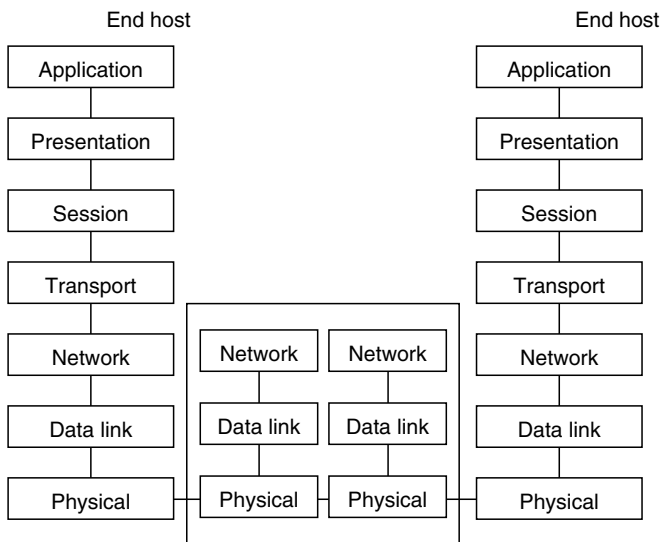 End host
End host
Application
Application
Presentation
Presentation
Session
Session
Transport
Transport
Network
Network
Network
Network
Data link
Data link
Data link
Data link
Physical
Physical
Physical
Physical